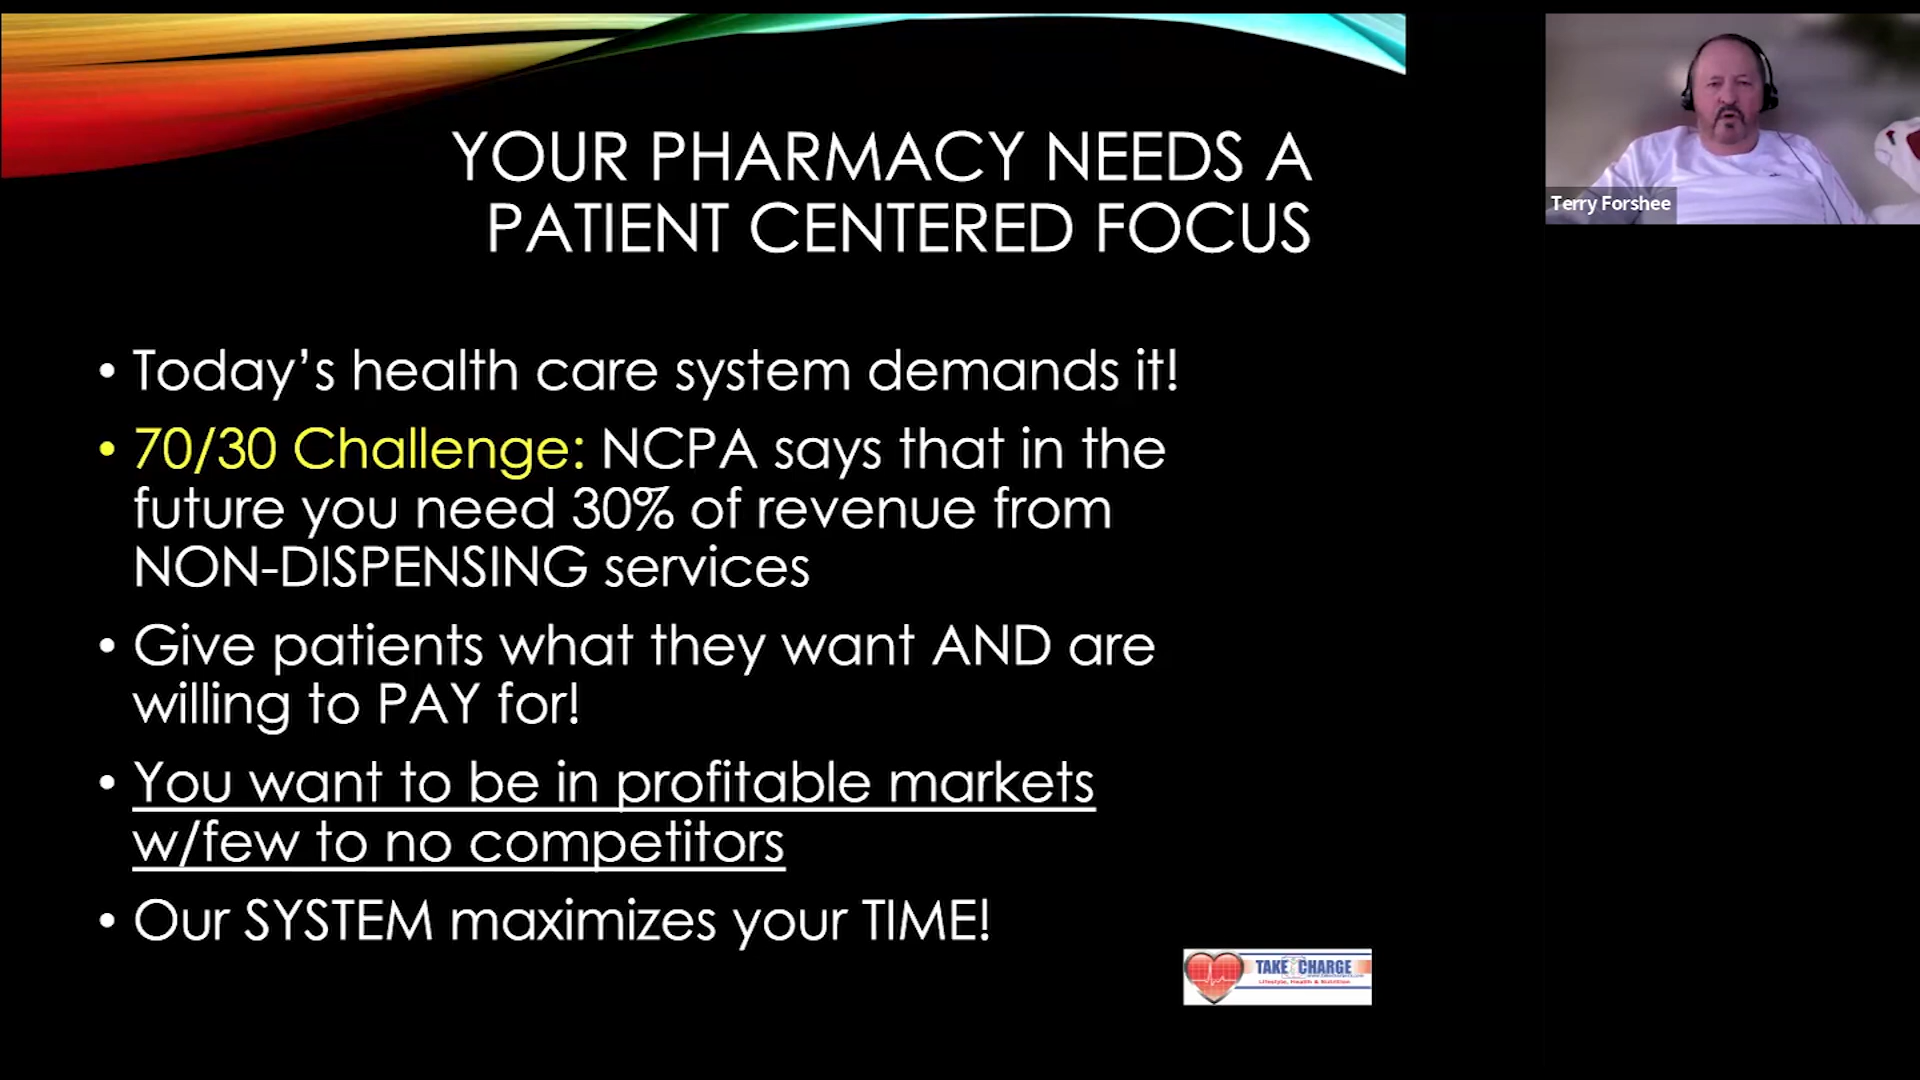 YOUR PHARMACY NEEDS A
PATIENT CENTERED FOCUS
• Today’s health care system demands it!
• 70/30 Challenge: NCPA says that in the
future you need 30% of revenue from
NON-DISPENSING services
• Give patients what they want AND are
willing to PAY for!
• You want to be in profitable markets
w/few to no competitors
• Our SYSTEM maximizes your TIME!
TAKE CHARGE
Lifestyle, Health & Nutrition
Terry Forshee